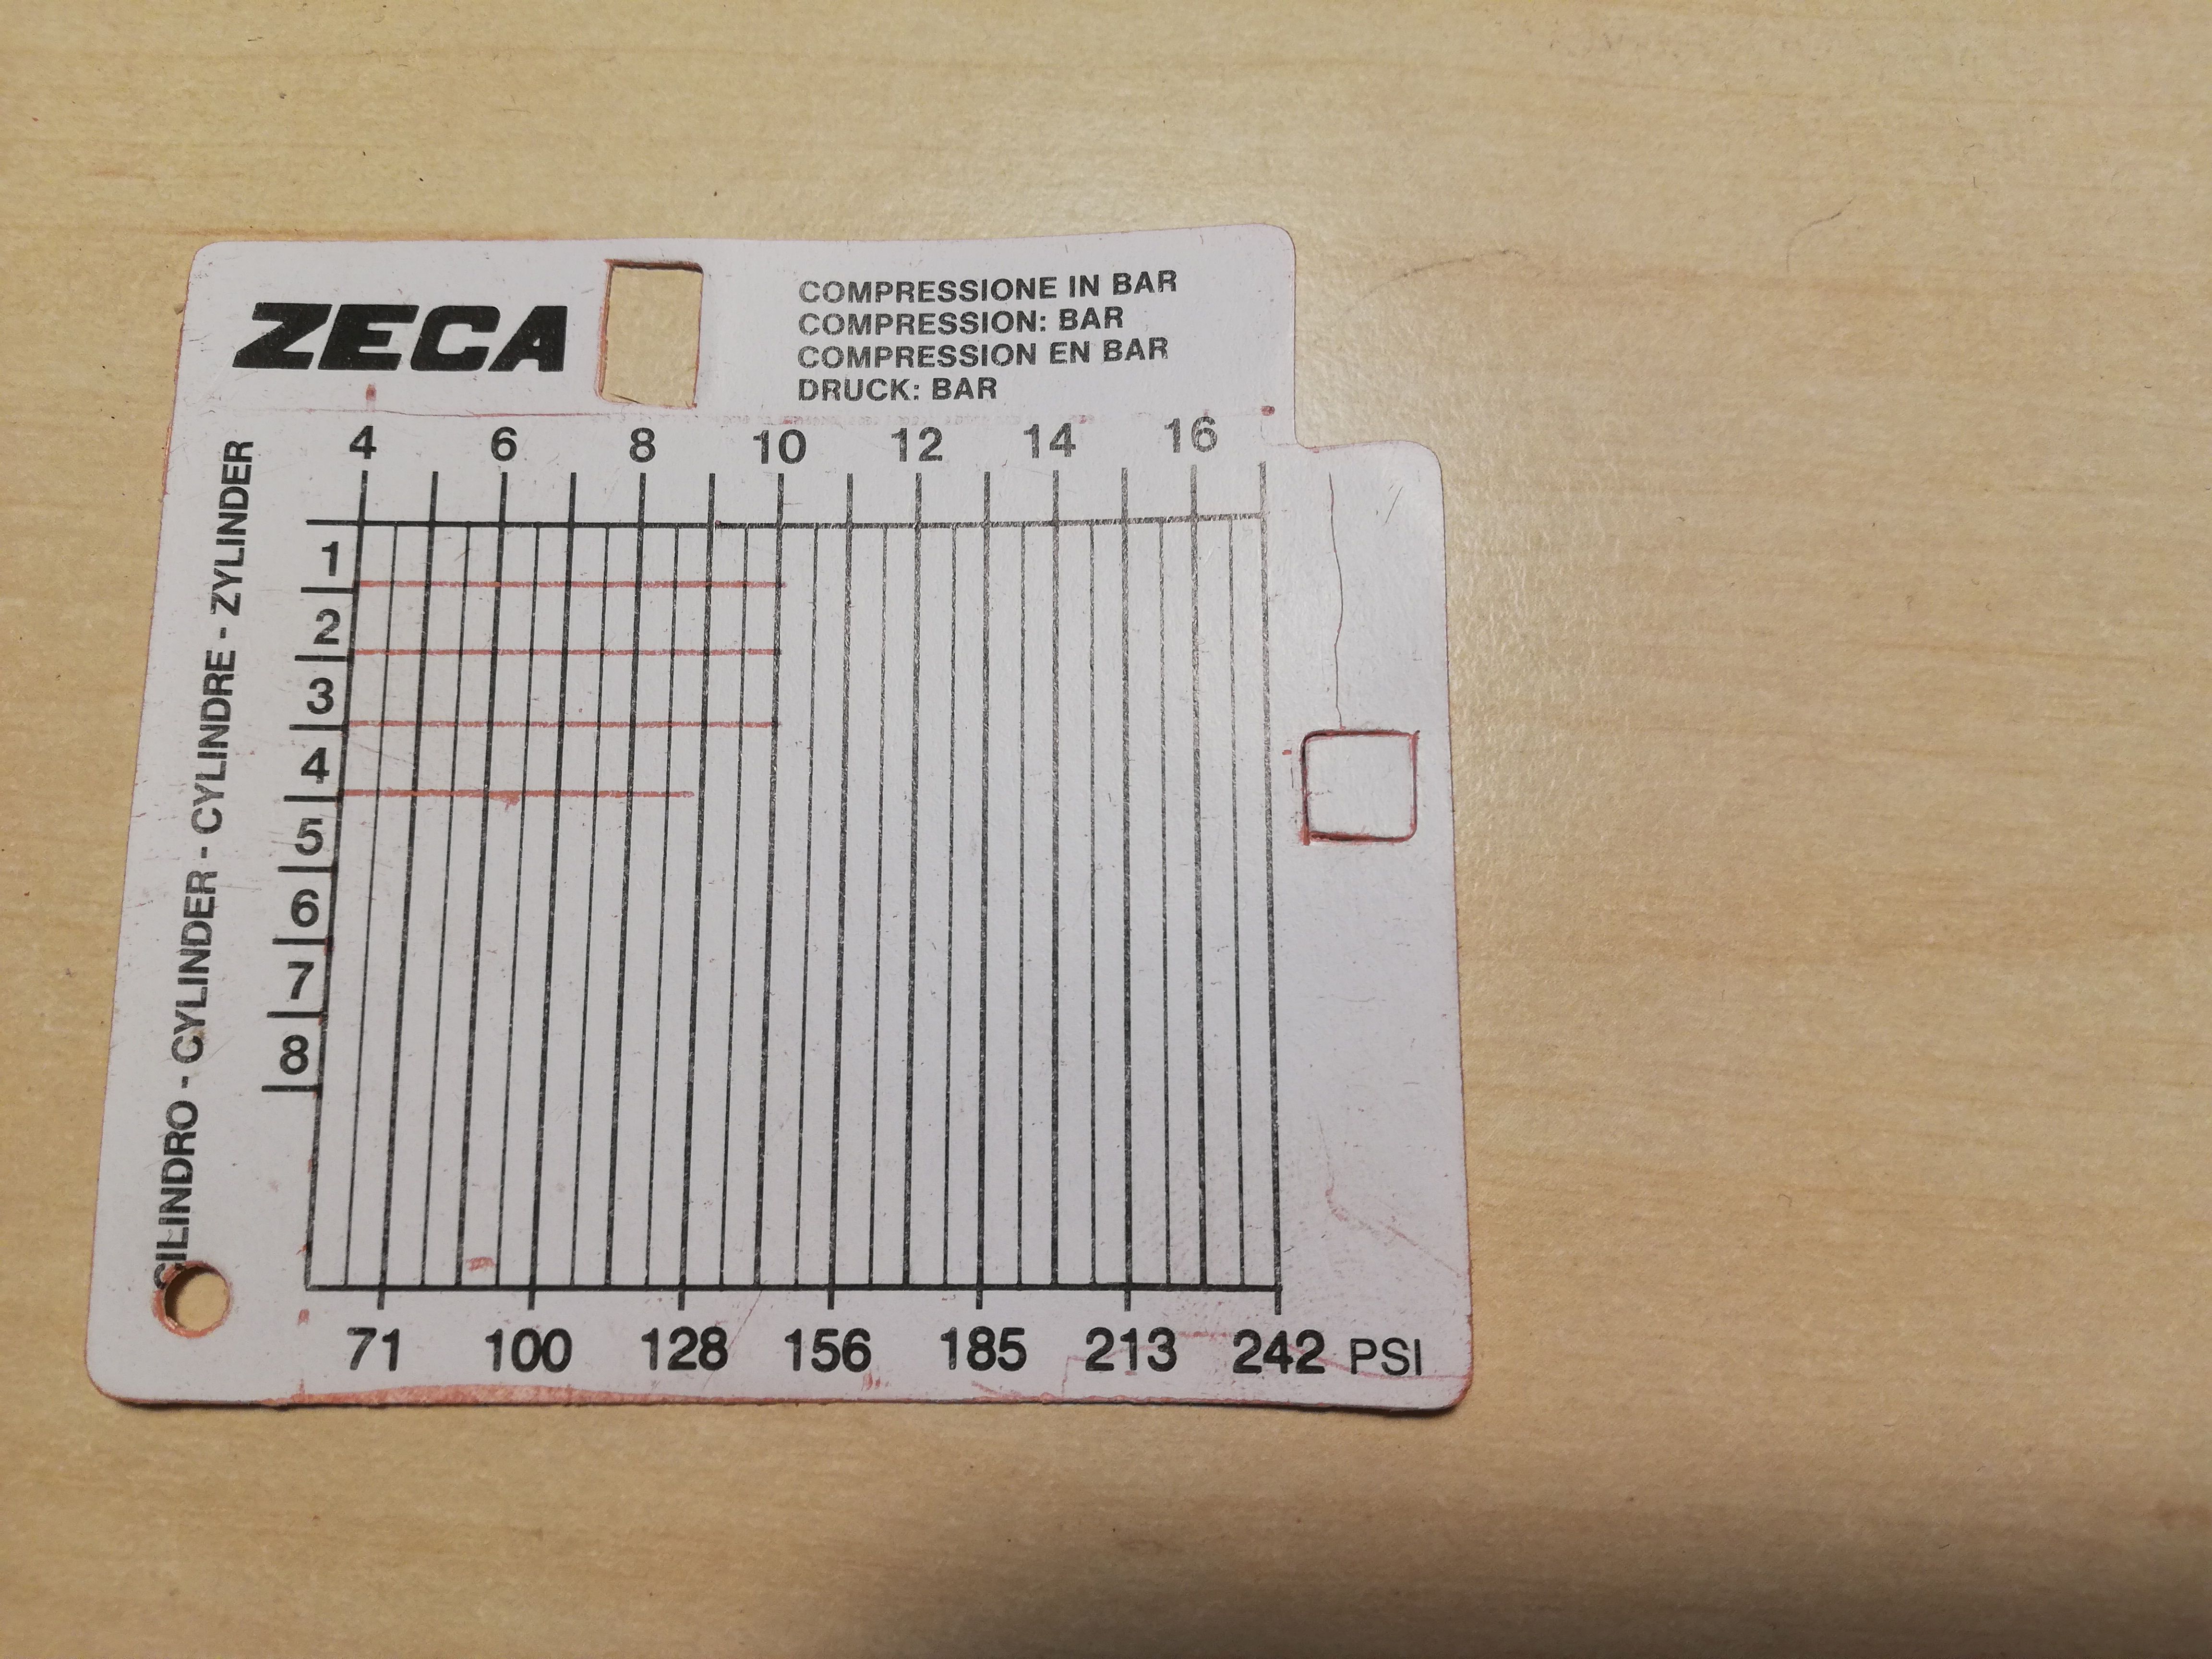 ZECA
COMPRESSIONE IN BAR
COMPRESSION: BAR
COMPRESSION EN BAR
DRUCK: BAR
4 6 8 10 12 14 16
CILINDRO - CYLINDER - CYLINDRE - ZYLINDER
1
2
3
4
5
6
7
8
71 100 128 156 185 213 242 PSI